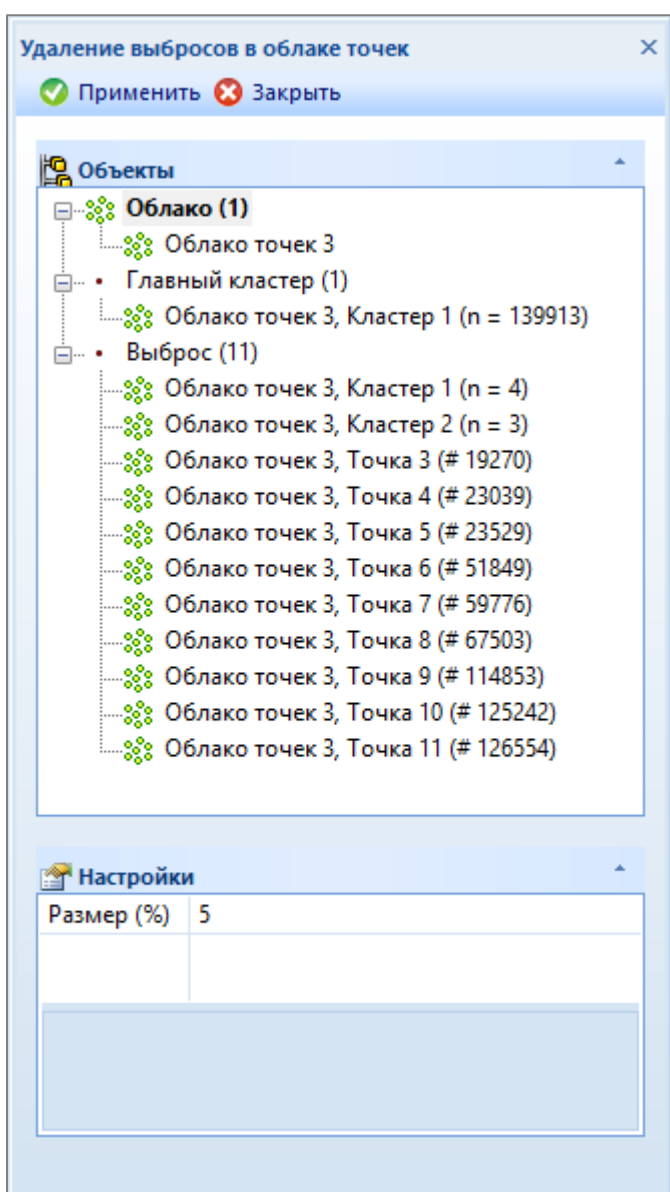 Удаление выбросов в облаке точек
Применить Закрыть
Объекты
Облако (1)
Облако точек 3
Главный кластер (1)
Облако точек 3, Кластер 1 (n = 139913)
Выброс (11)
Облако точек 3, Кластер 1 (n = 4)
Облако точек 3, Кластер 2 (n = 3)
Облако точек 3, Точка 3 (# 19270)
Облако точек 3, Точка 4 (# 23039)
Облако точек 3, Точка 5 (# 23529)
Облако точек 3, Точка 6 (# 51849)
Облако точек 3, Точка 7 (# 59776)
Облако точек 3, Точка 8 (# 67503)
Облако точек 3, Точка 9 (# 114853)
Облако точек 3, Точка 10 (# 125242)
Облако точек 3, Точка 11 (# 126554)
Настройки
Размер (%) 5